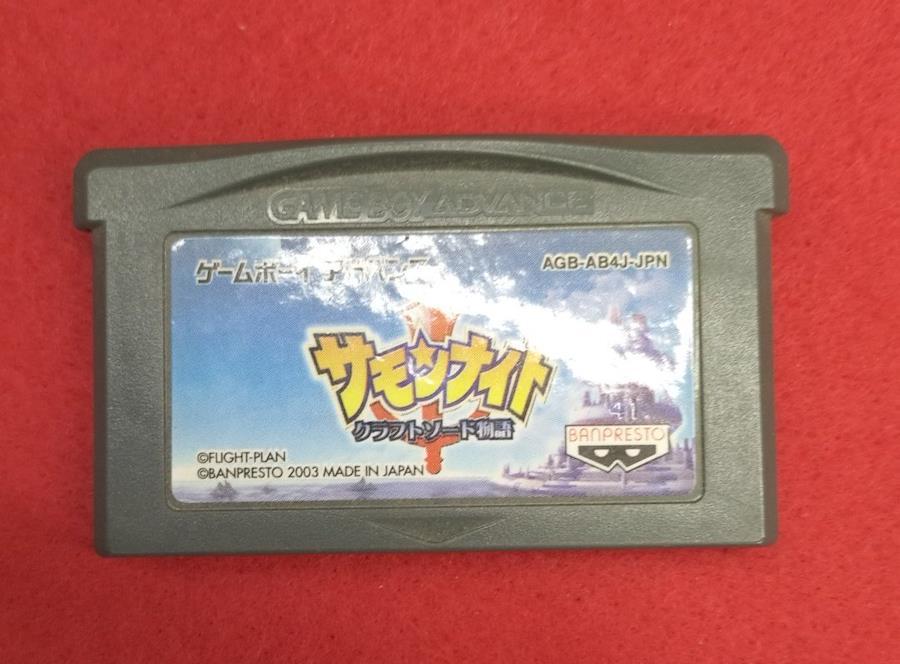 GAME BOY ADVANCE
ゲームボーイアドバンス
AGB-AB4J-JPN
サモンナイト
クラフトソード物語
41
BANPRESTO
©FLIGHT-PLAN
©BANPRESTO 2003 MADE IN JAPAN